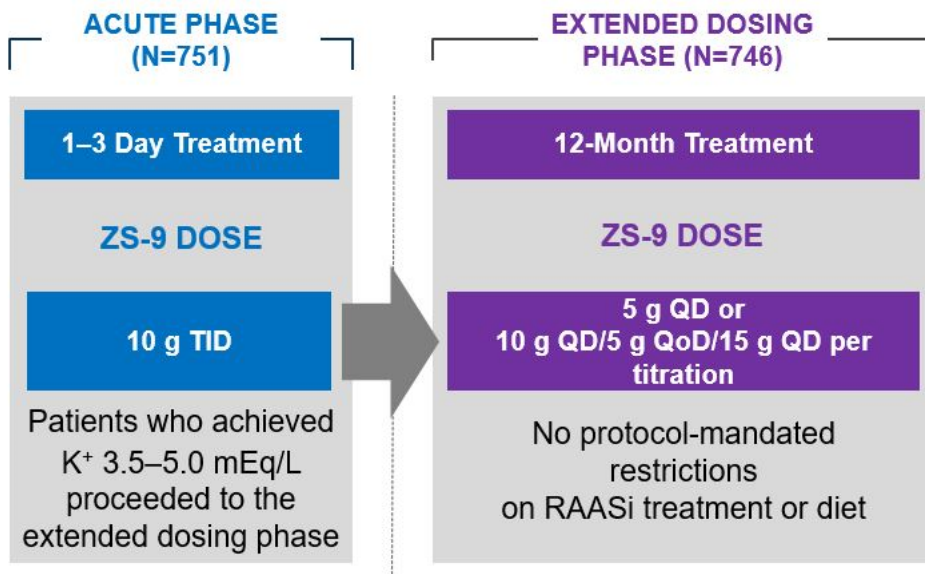 ACUTE PHASE
(N=751)
1–3 Day Treatment
ZS-9 DOSE
10 g TID
Patients who achieved
K⁺ 3.5–5.0 mEq/L
proceeded to the
extended dosing phase
EXTENDED DOSING
PHASE (N=746)
12-Month Treatment
ZS-9 DOSE
5 g QD or
10 g QD/5 g QoD/15 g QD per
titration
No protocol-mandated
restrictions
on RAASi treatment or diet